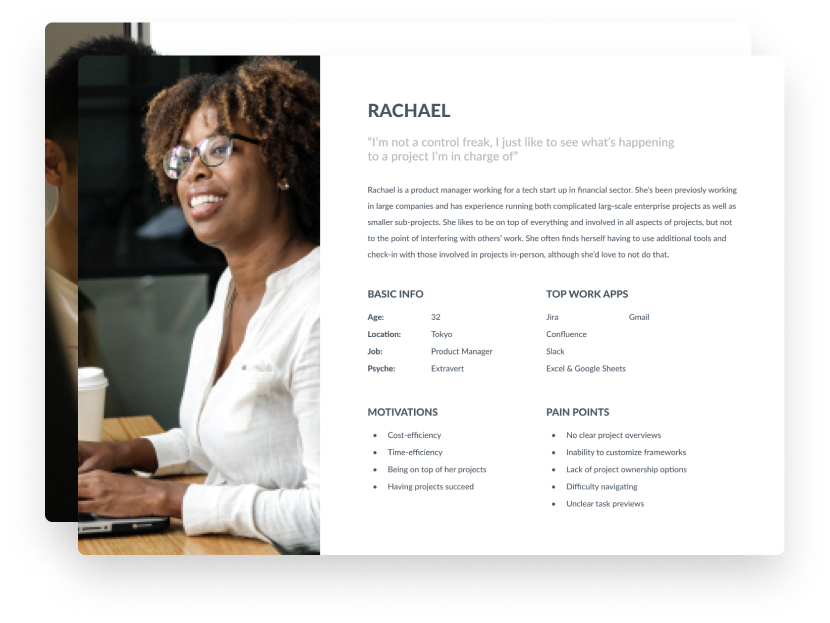 RACHAEL
“I’m not a control freak, I just like to see what’s happening
to a project I’m in charge of”
Rachael is a product manager working for a tech start up in financial sector. She’s been previosly working
in large companies and has experience running both complicated larg-scale enterprise projects as well as
smaller sub-projects. She likes to be on top of everything and involved in all aspects of projects, but not
to the point of interfering with others’ work. She often finds herself having to use additional tools and
check-in with those involved in projects in-person, although she’d love to not do that.
BASIC INFO
Age: 32
Location: Tokyo
Job: Product Manager
Psyche: Extravert
TOP WORK APPS
Jira Gmail
Confluence
Slack
Excel & Google Sheets
MOTIVATIONS
• Cost-efficiency
• Time-efficiency
• Being on top of her projects
• Having projects succeed
PAIN POINTS
• No clear project overviews
• Inability to customize frameworks
• Lack of project ownership options
• Difficulty navigating
• Unclear task previews